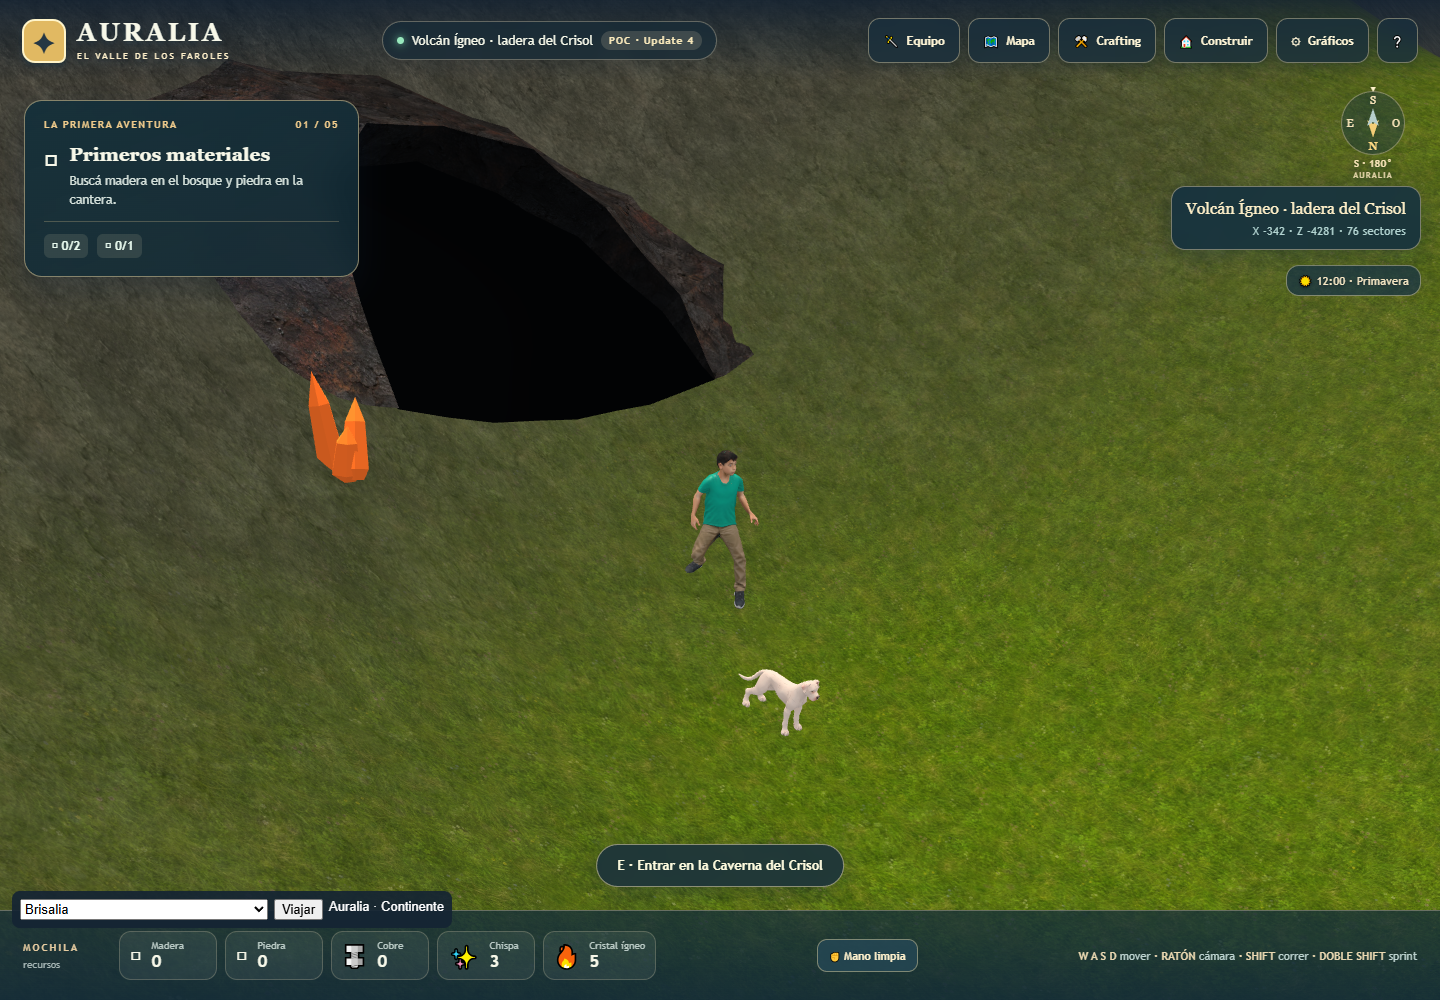 AURALIA
EL VALLE DE LOS FAROLES
Volcán Ígneo · ladera del Crisol POC · Update 4
Equipo
Mapa
Crafting
Construir
Gráficos
?
LA PRIMERA AVENTURA 01 / 05
Primeros materiales
Buscá madera en el bosque y piedra en la
cantera.
0/2 0/1
S
E O
N
S · 180°
AURALIA
Volcán Ígneo · ladera del Crisol
X -342 · Z -4281 · 76 sectores
12:00 · Primavera
E · Entrar en la Caverna del Crisol
Brisalia Viajar Auralia · Continente
MOCHILA
recursos
Madera
0
Piedra
0
Cobre
0
Chispa
3
Cristal ígneo
5
Mano limpia
W A S D mover · RATÓN cámara · SHIFT correr · DOBLE SHIFT sprint